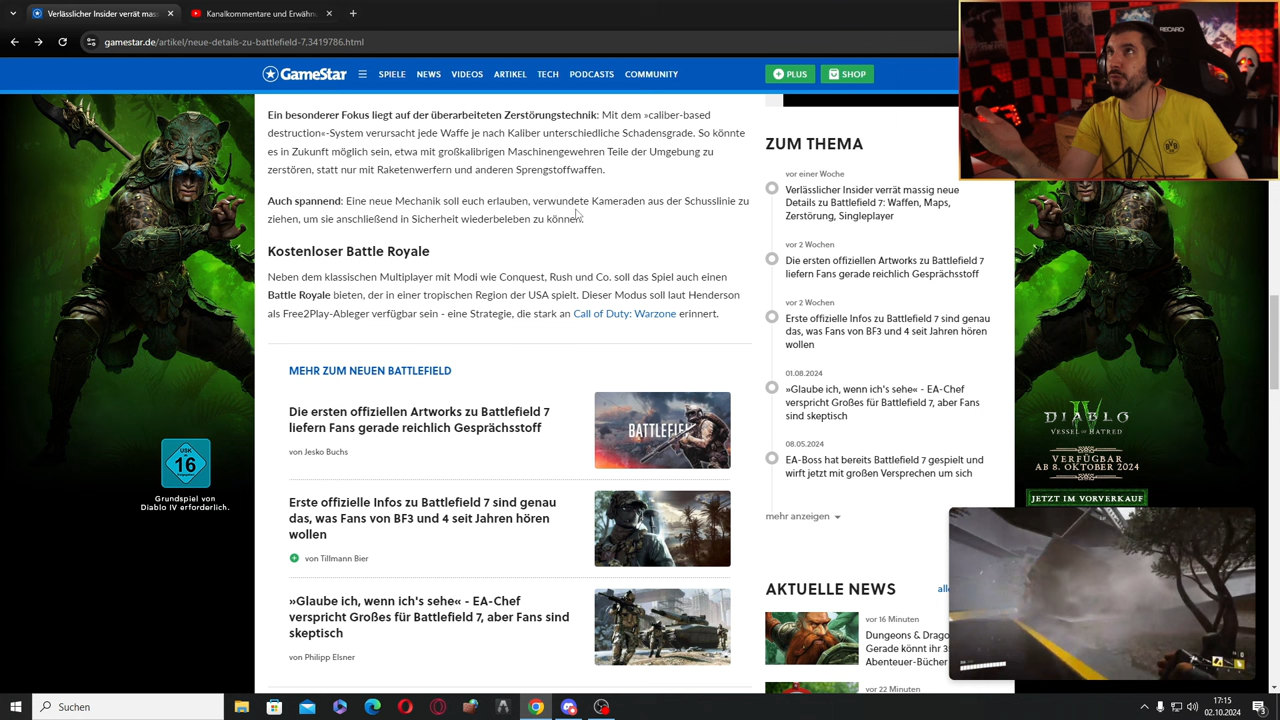 Verlässlicher Insider verrät mas
Kanalkommentare und Erwähn
gamestar.de/artikel/neue-details-zu-battlefield-7,3419786.html
GameStar
SPIELE
NEWS
VIDEOS
ARTIKEL
TECH
PODCASTS
COMMUNITY
PLUS
SHOP
RECARO
BVB
09
Ein besonderer Fokus liegt auf der überarbeiteten Zerstörungstechnik: Mit dem »caliber-based
destruction«-System verursacht jede Waffe je nach Kaliber unterschiedliche Schadensgrade. So könnte
es in Zukunft möglich sein, etwa mit großkalibrigen Maschinengewehren Teile der Umgebung zu
zerstören, statt nur mit Raketenwerfern und anderen Sprengstoffwaffen.
Auch spannend: Eine neue Mechanik soll euch erlauben, verwundete Kameraden aus der Schusslinie zu
ziehen, um sie anschließend in Sicherheit wiederbeleben zu können.
Kostenloser Battle Royale
Neben dem klassischen Multiplayer mit Modi wie Conquest, Rush und Co. soll das Spiel auch einen
Battle Royale bieten, der in einer tropischen Region der USA spielt. Dieser Modus soll laut Henderson
als Free2Play-Ableger verfügbar sein - eine Strategie, die stark an Call of Duty: Warzone erinnert.
MEHR ZUM NEUEN BATTLEFIELD
Die ersten offiziellen Artworks zu Battlefield 7
liefern Fans gerade reichlich Gesprächsstoff
von Jesko Buchs
BATTLEFIE
Erste offizielle Infos zu Battlefield 7 sind genau
das, was Fans von BF3 und 4 seit Jahren hören
wollen
von Tillmann Bier
»Glaube ich, wenn ich's sehe« - EA-Chef
verspricht Großes für Battlefield 7, aber Fans sind
skeptisch
von Philipp Elsner
ZUM THEMA
vor einer Woche
Verlässlicher Insider verrät massig neue
Details zu Battlefield 7: Waffen, Maps,
Zerstörung, Singleplayer
vor 2 Wochen
Die ersten offiziellen Artworks zu Battlefield 7
liefern Fans gerade reichlich Gesprächsstoff
vor 2 Wochen
Erste offizielle Infos zu Battlefield 7 sind genau
das, was Fans von BF3 und 4 seit Jahren hören
wollen
01.08.2024
»Glaube ich, wenn ich's sehe« - EA-Chef
verspricht Großes für Battlefield 7, aber Fans
sind skeptisch
08.05.2024
EA-Boss hat bereits Battlefield 7 gespielt und
wirft jetzt mit großen Versprechen um sich
mehr anzeigen
AKTUELLE NEWS
alle
vor 16 Minuten
Dungeons & Drago
Gerade könnt ihr 3
Abenteuer-Bücher
vor 22 Minuten
USK
ab
16
Grundspiel von
Diablo IV erforderlich.
DIABLO
IV
VESSEL OF HATRED
VERFÜGBAR
AB 8. OKTOBER 2024
JETZT IM VORVERKAUF
Suchen
17:15
02.10.2024
3